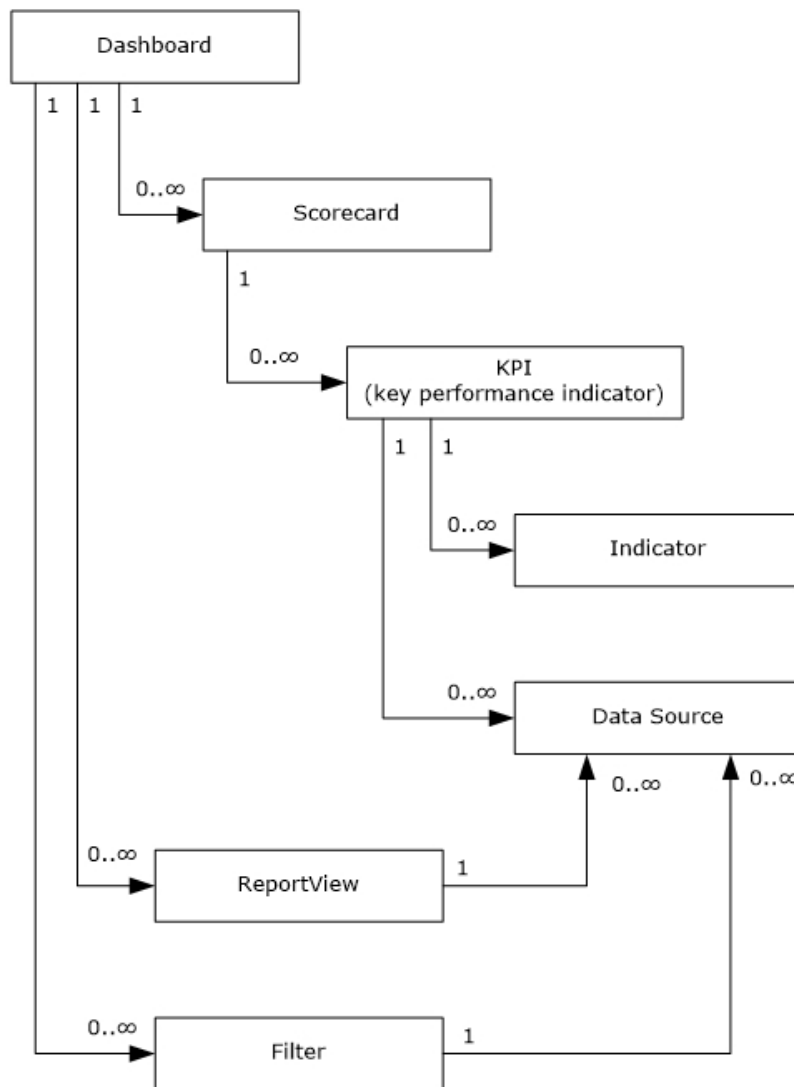 Dashboard
1
1
1
0..∞
Scorecard
1
0..∞
KPI
(key performance indicator)
1
1
0..∞
Indicator
0..∞
Data Source
0..∞
0..∞
0..∞
ReportView
1
0..∞
Filter
1